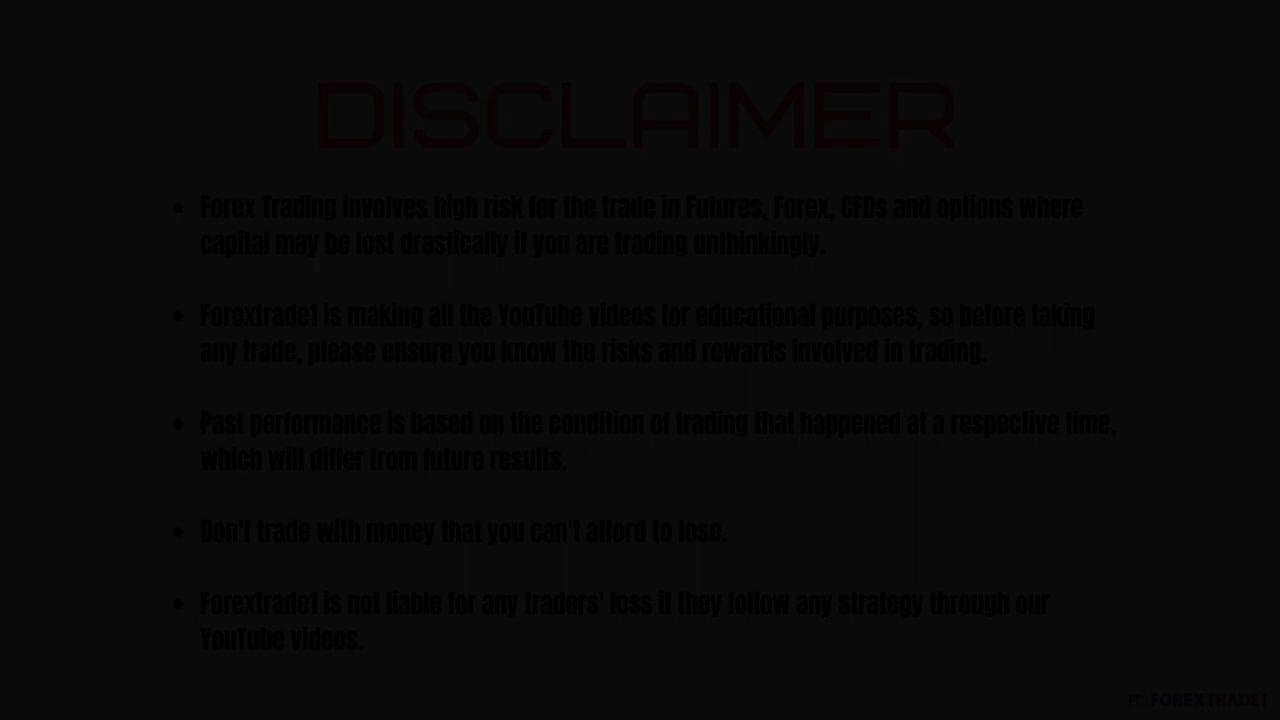 DISCLAIMER
• Forex Trading involves high risk for the trade in Futures, Forex, CFDs and options where
capital may be lost drastically if you are trading unthinkingly.
• Forextrade1 is making all the YouTube videos for educational purposes, so before taking
any trade, please ensure you know the risks and rewards involved in trading.
• Past performance is based on the condition of trading that happened at a respective time,
which will differ from future results.
• Don't trade with money that you can't afford to lose.
• Forextrade1 is not liable for any traders' loss if they follow any strategy through our
YouTube videos.
FOREXTRADE1